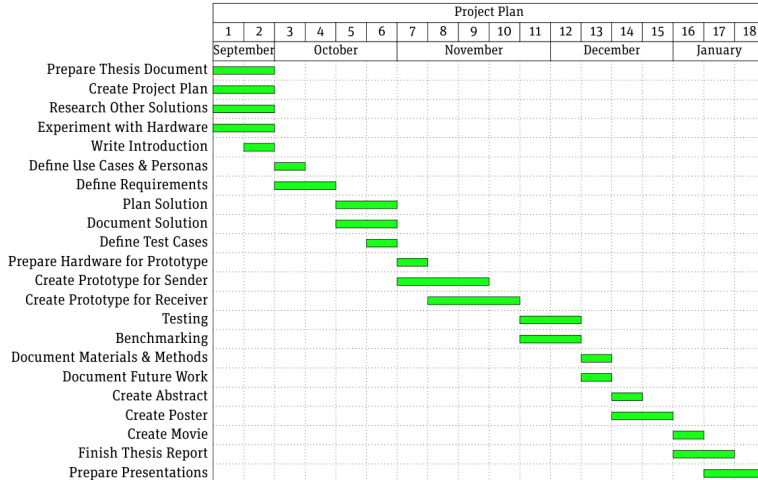 Project Plan
1 2 3 4 5 6 7 8 9 10 11 12 13 14 15 16 17 18
September October November December January
Prepare Thesis Document
Create Project Plan
Research Other Solutions
Experiment with Hardware
Write Introduction
Define Use Cases & Personas
Define Requirements
Plan Solution
Document Solution
Define Test Cases
Prepare Hardware for Prototype
Create Prototype for Sender
Create Prototype for Receiver
Testing
Benchmarking
Document Materials & Methods
Document Future Work
Create Abstract
Create Poster
Create Movie
Finish Thesis Report
Prepare Presentations